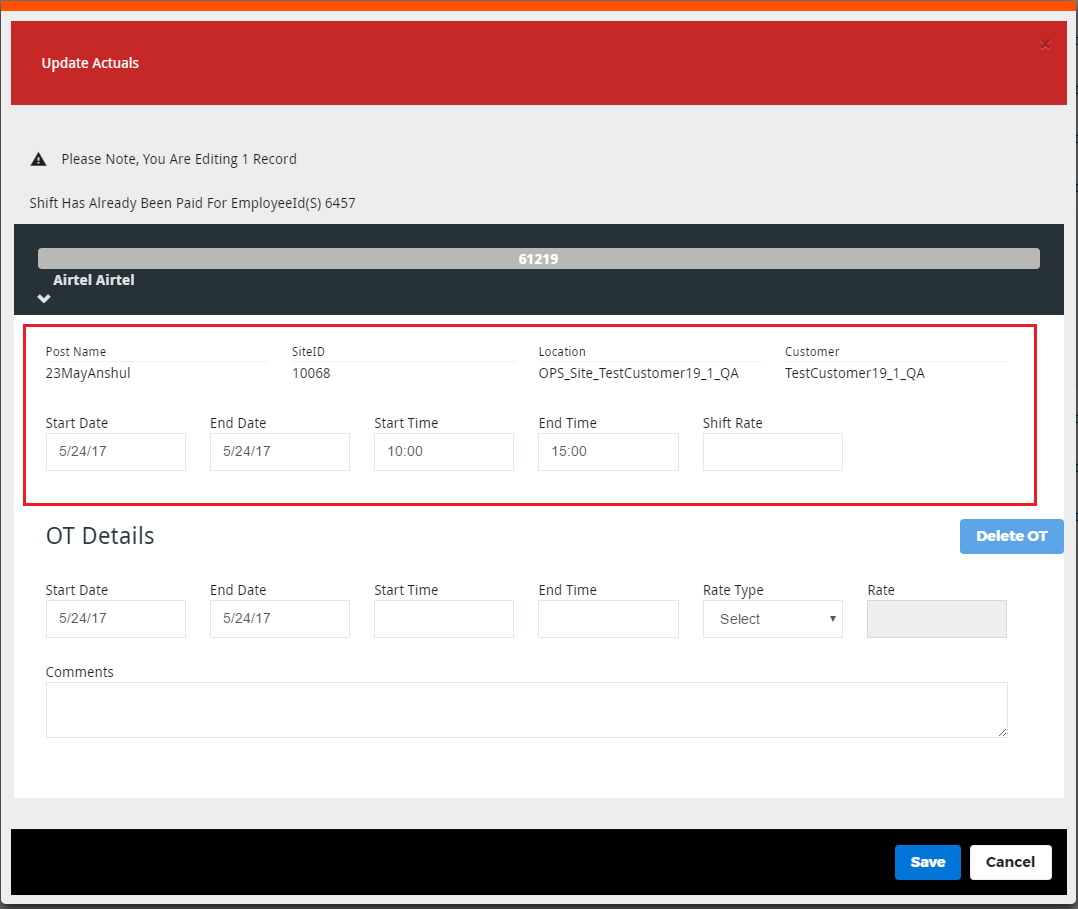 Update Actuals ×
Please Note, You Are Editing 1 Record
Shift Has Already Been Paid For EmployeeId(S) 6457
61219
Airtel Airtel
Post Name SiteID Location Customer
23MayAnshul 10068 OPS_Site_TestCustomer19_1_QA TestCustomer19_1_QA
Start Date End Date Start Time End Time Shift Rate
5/24/17 5/24/17 10:00 15:00
OT Details Delete OT
Start Date End Date Start Time End Time Rate Type Rate
5/24/17 5/24/17 Select
Comments
Save Cancel